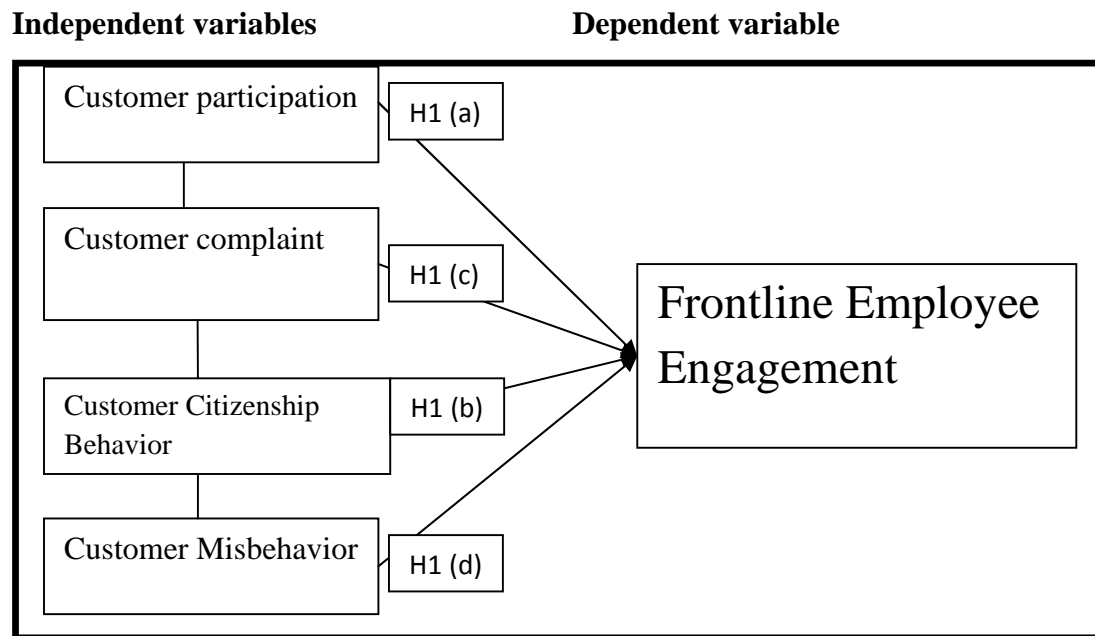 Independent variables Dependent variable
Customer participation
H1 (a)
Customer complaint
H1 (c)
Frontline Employee
Engagement
Customer Citizenship
Behavior
H1 (b)
Customer Misbehavior
H1 (d)